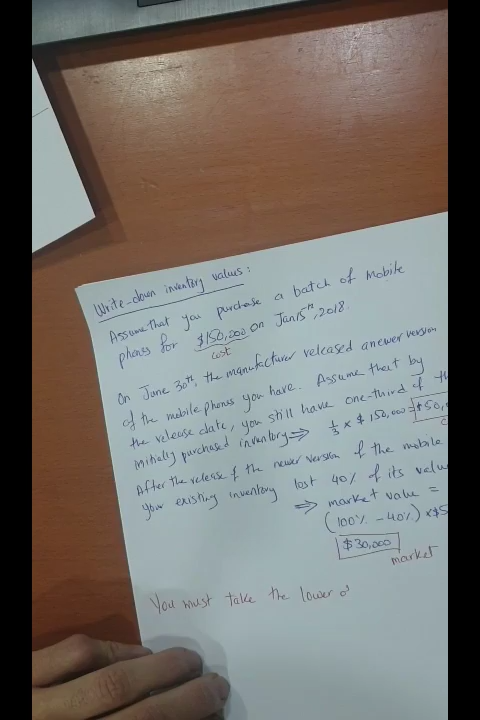 Write-down inventory values:
Assume that you purchase a batch of mobile
phones for $150,000 on Jan 15th, 2018.
cost
On June 30th, the manufacturer released a newer version
of the mobile phones you have. Assume that by
the release date, you still have one-third of
initially purchased inventory ⇒ 1/3 × $150,000 =
After the release of the newer version of the mobile
your existing inventory lost 40% of its
⇒ market value =
(100% - 40%) ×
$30,000
market
You must take the lower